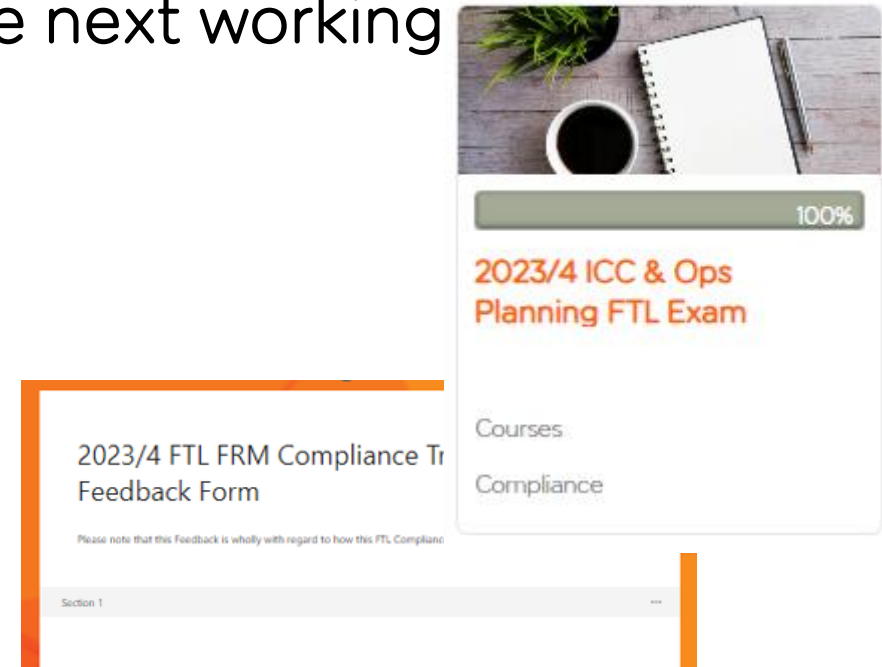 e next working
100%
2023/4 ICC & Ops
Planning FTL Exam
Courses
Compliance
2023/4 FTL FRM Compliance Tr
Feedback Form
Please note that this Feedback is wholly with regard to how this FTL Complianc
Section 1
...